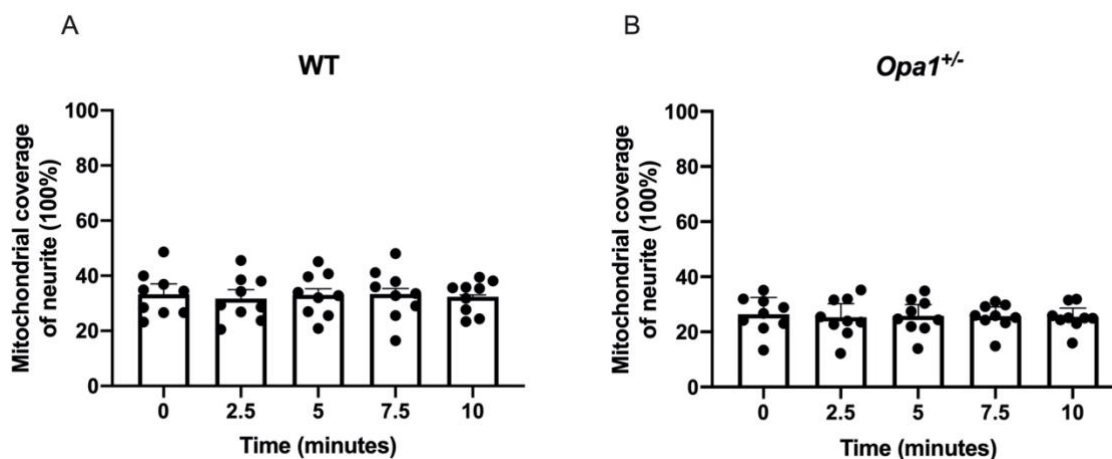 A
WT
Mitochondrial coverage
of neurite (100%)
100
80
60
40
20
0
0 2.5 5 7.5 10
Time (minutes)
B
Opa1+/-
Mitochondrial coverage
of neurite (100%)
100
80
60
40
20
0
0 2.5 5 7.5 10
Time (minutes)